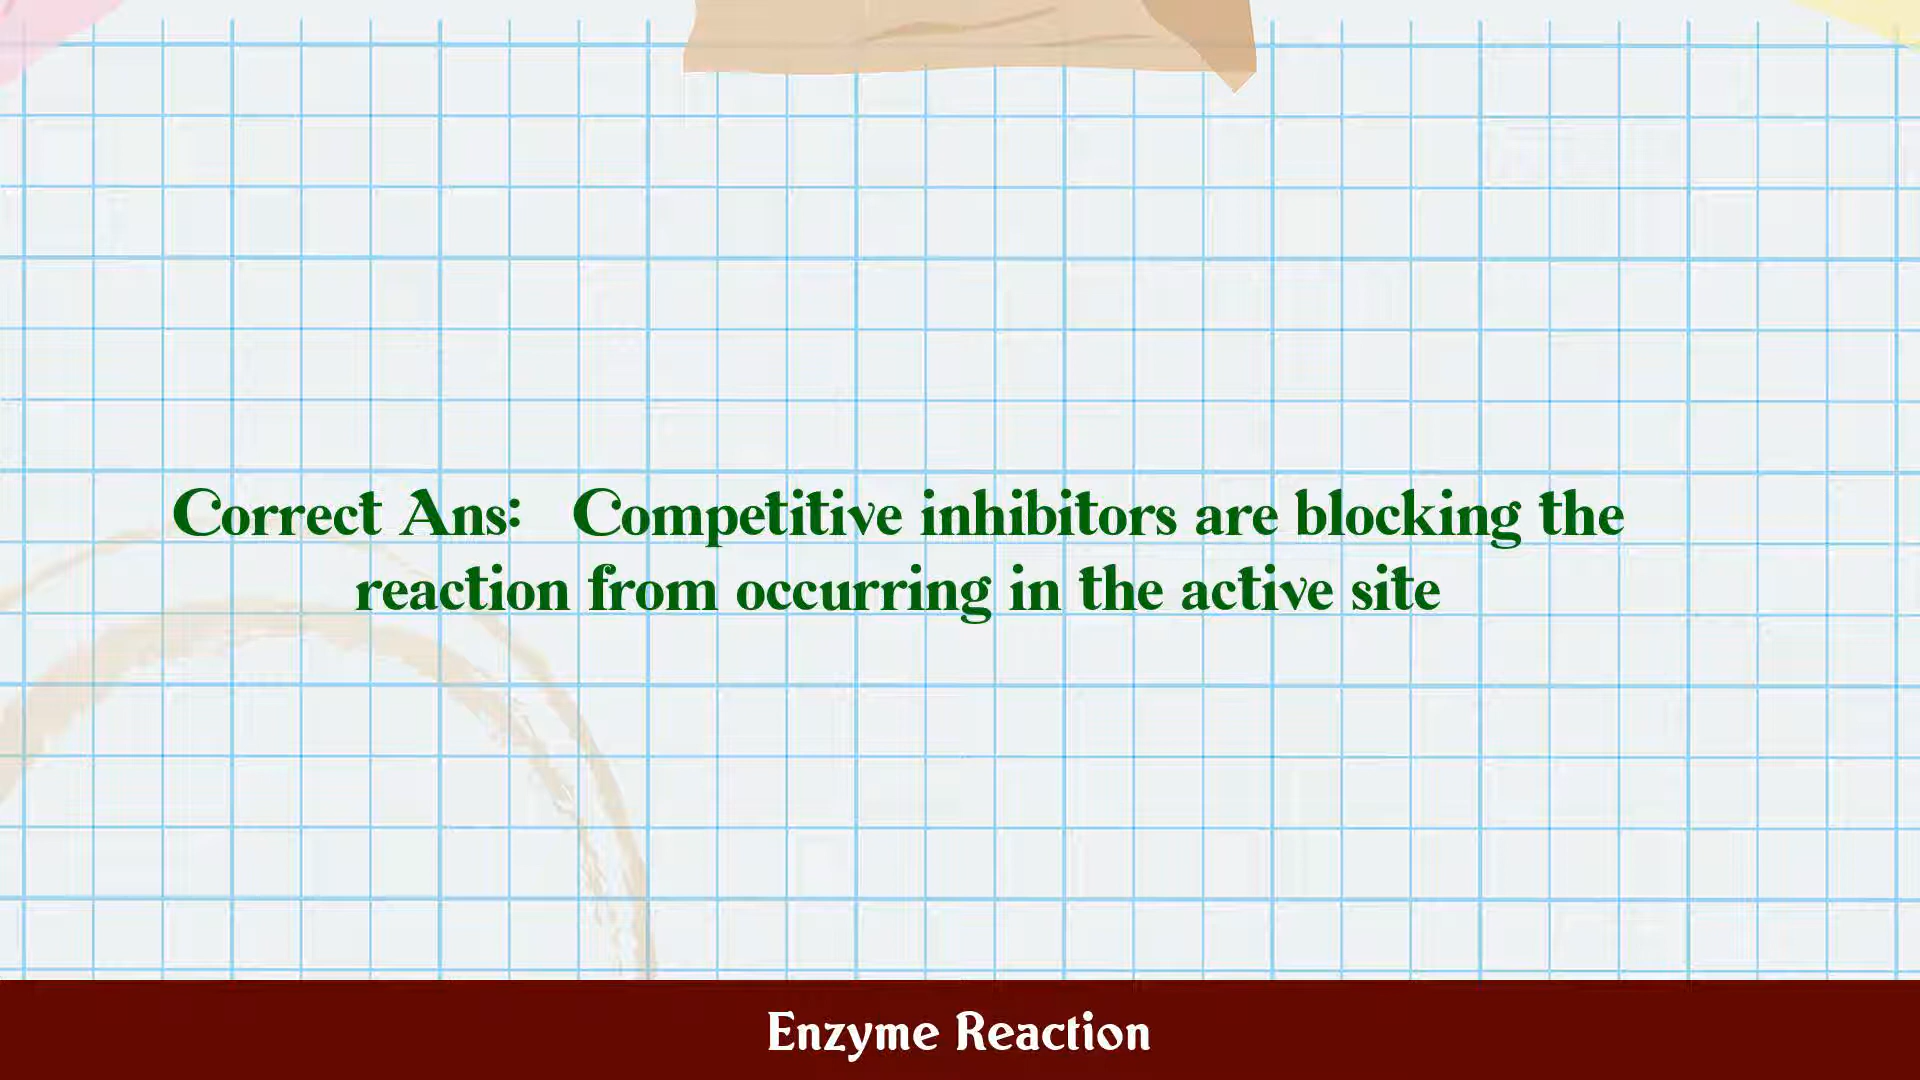 Correct Ans: Competitive inhibitors are blocking the
reaction from occurring in the active site
Enzyme Reaction